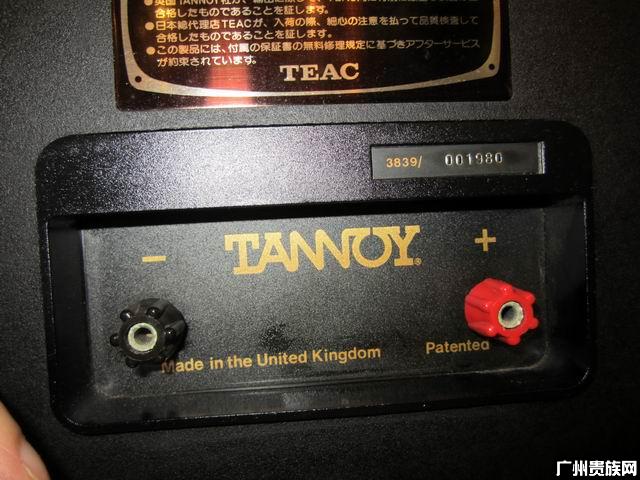 合格したものであることを証します。
●日本総代理店TEACが、入荷の際、細心の注意を払って品質検査して
合格したものであることを証します。
●この製品には、付属の保証書の無料修理規定に基づきアフターサービス
が約束されています。
TEAC
3839/ 001980
− TANNOY® +
Made in the United Kingdom Patented
广州贵族网